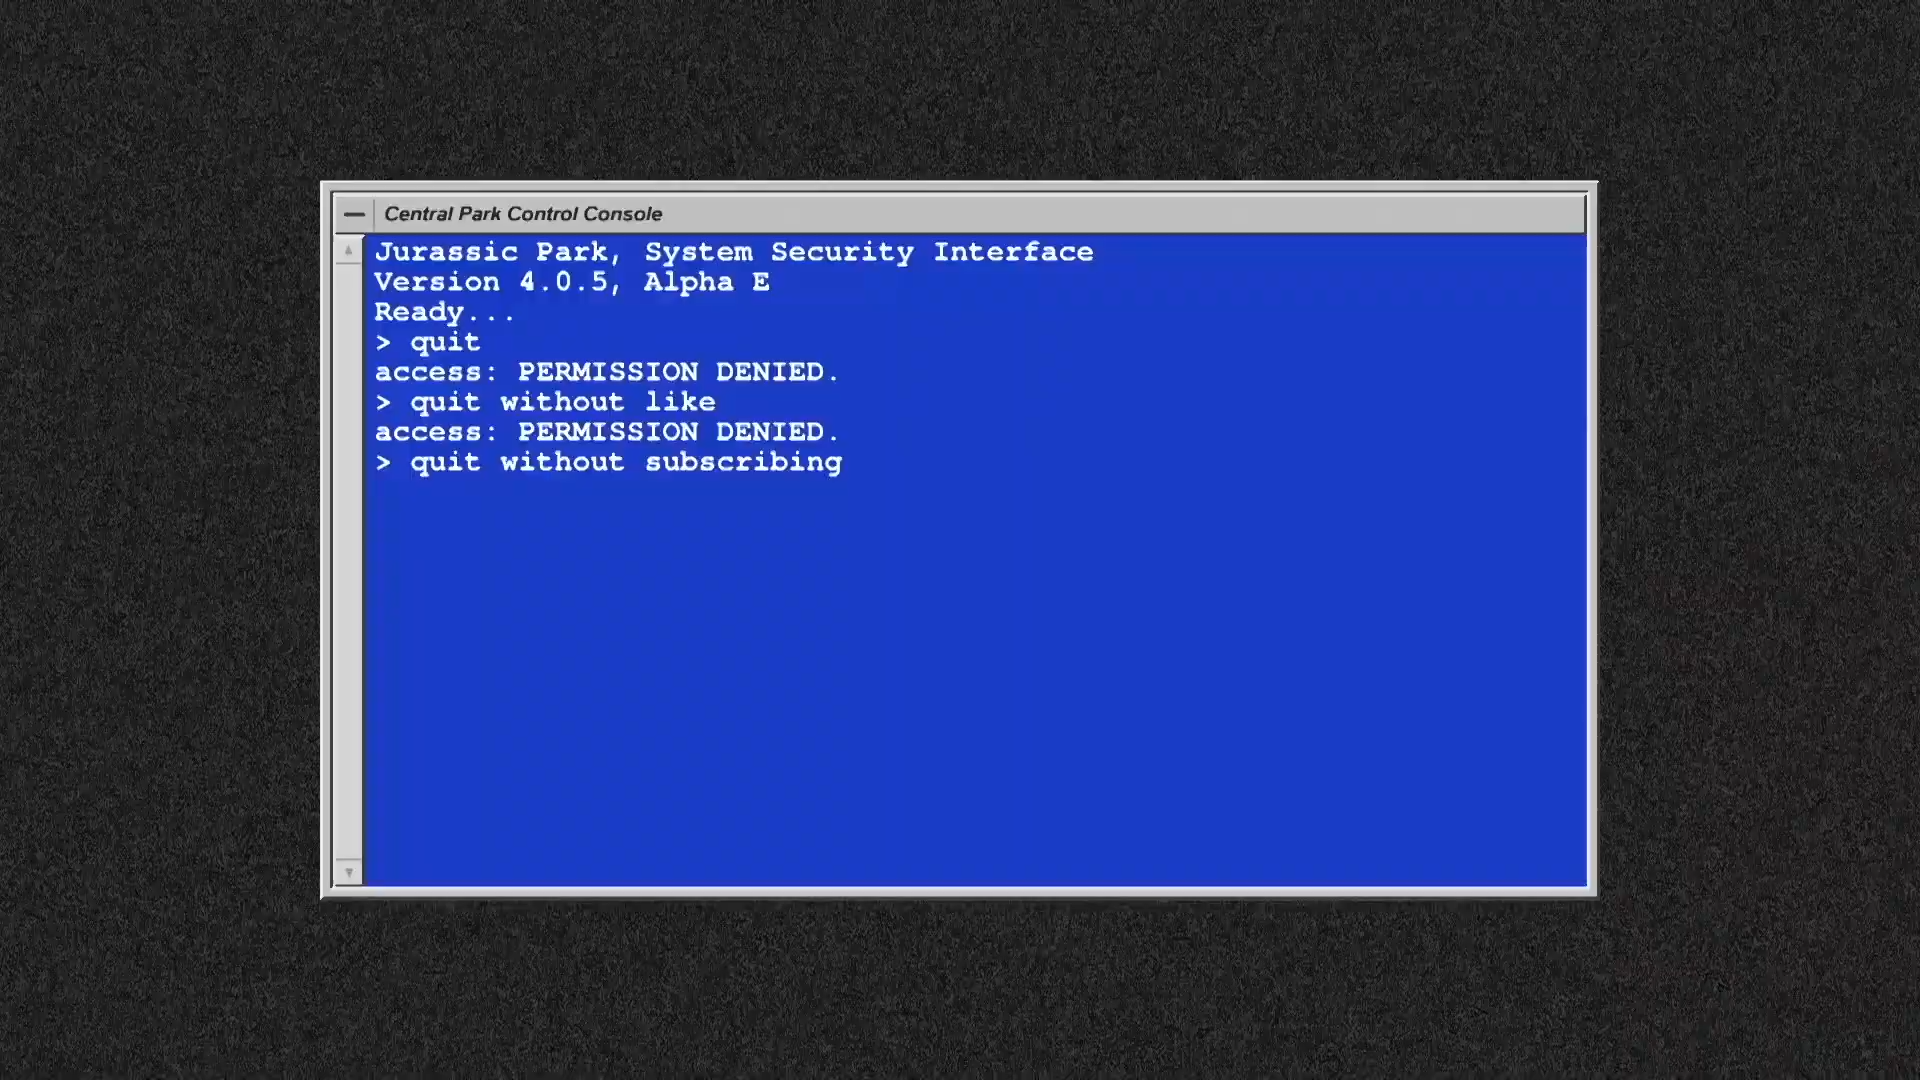 Central Park Control Console
Jurassic Park, System Security Interface
Version 4.0.5, Alpha E
Ready...
> quit
access: PERMISSION DENIED.
> quit without like
access: PERMISSION DENIED.
> quit without subscribing